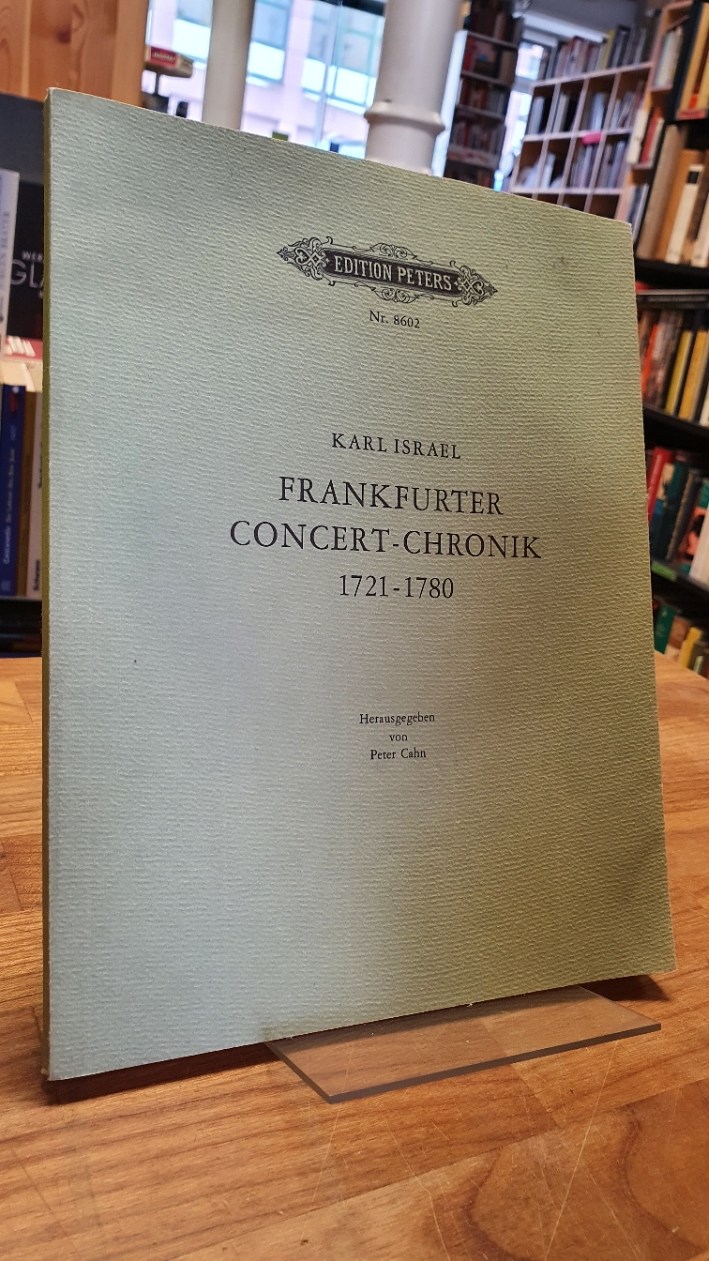 EDITION PETERS
Nr. 8602
KARL ISRAEL
FRANKFURTER
CONCERT-CHRONIK
1721-1780
Herausgegeben
von
Peter Cahn